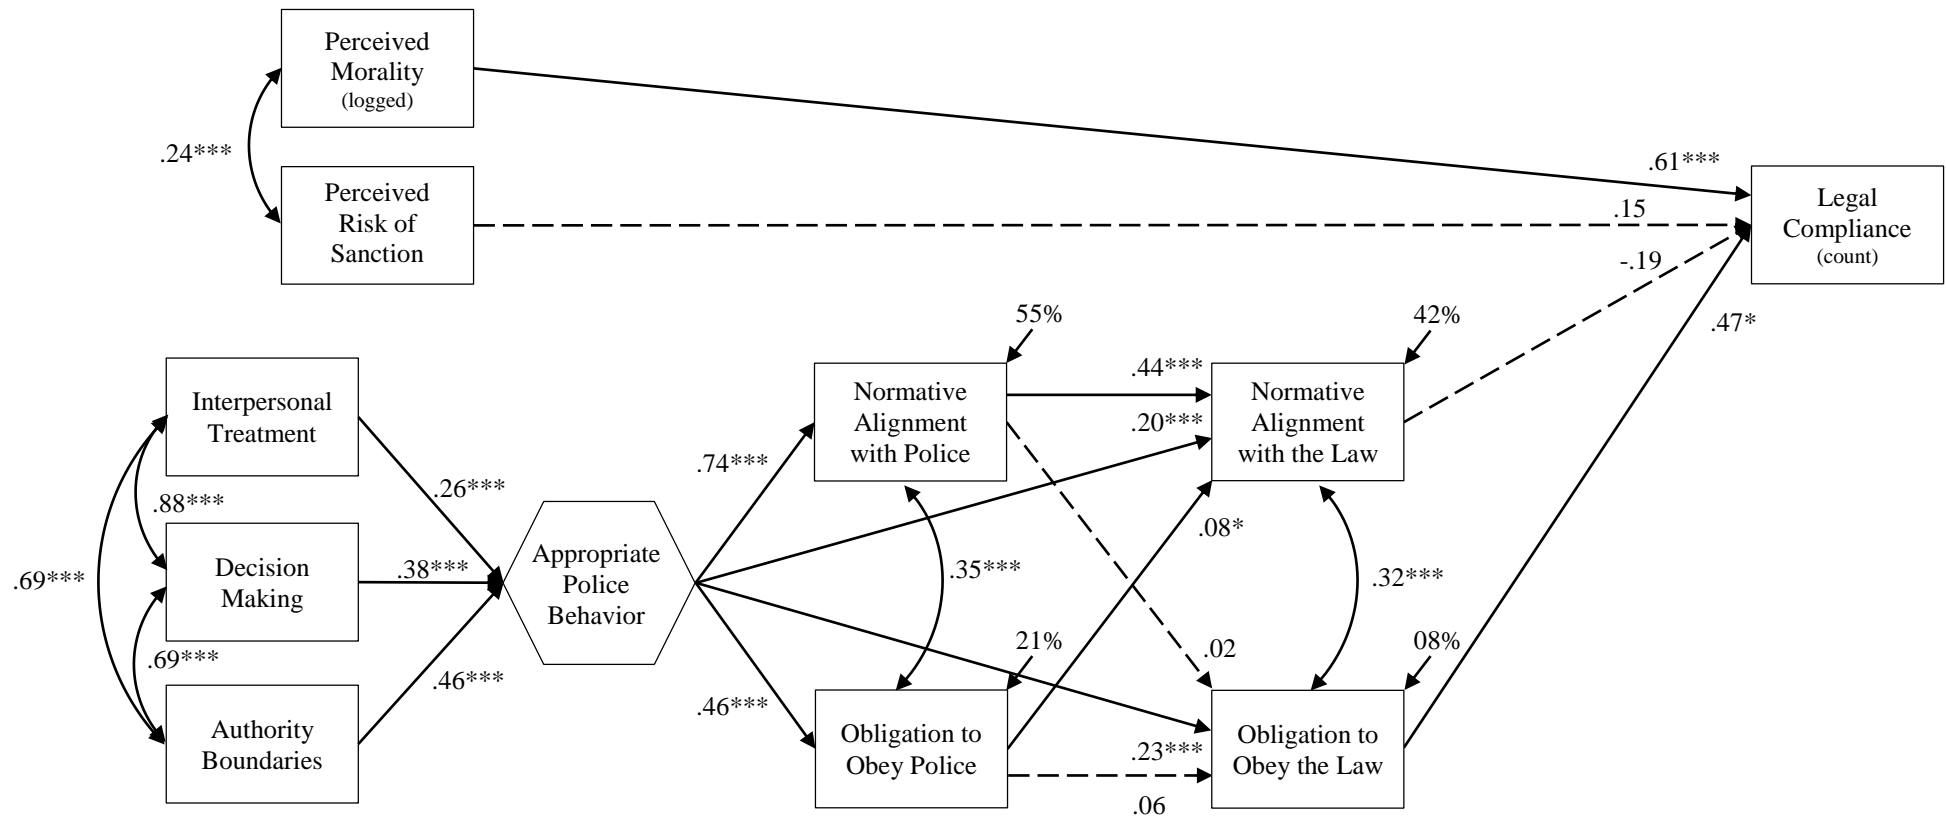 Perceived
Morality
(logged)
.24***
Perceived
Risk of
Sanction
.61***
.15
-.19
.47*
Legal
Compliance
(count)
Interpersonal
Treatment
.88***
.69***
Decision
Making
.69***
Authority
Boundaries
.26***
.38***
.46***
Appropriate
Police
Behavior
.74***
.46***
55%
Normative
Alignment
with Police
.35***
21%
Obligation to
Obey Police
.44***
.20***
.08*
.02
.23***
.06
42%
Normative
Alignment
with the Law
.32***
08%
Obligation to
Obey the Law